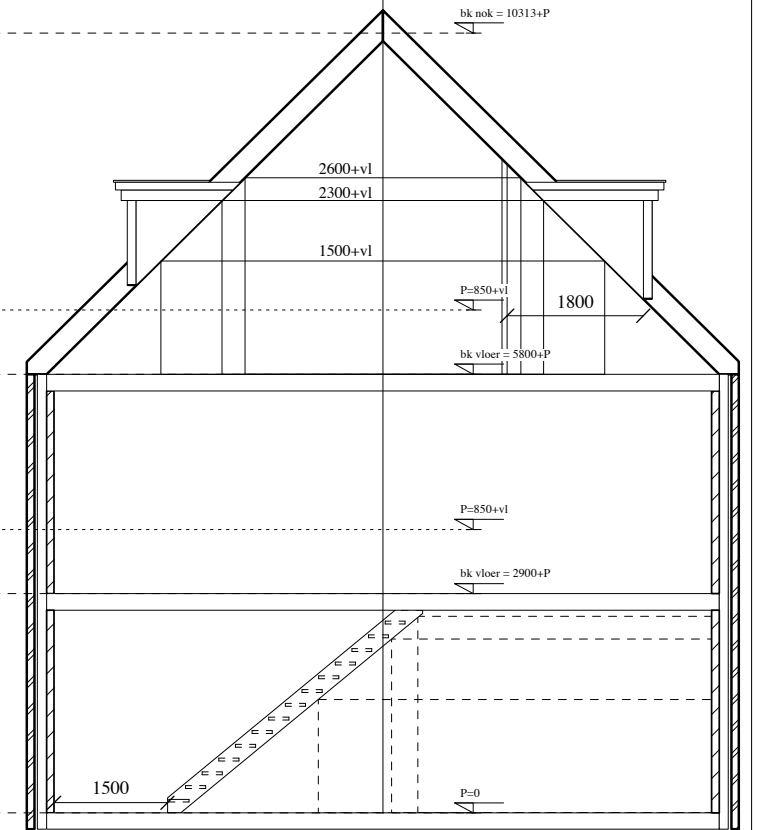 bk nok = 10313+P
2600+vl
2300+vl
1500+vl
P=850+vl
1800
bk vloer = 5800+P
P=850+vl
bk vloer = 2900+P
1500
P=0